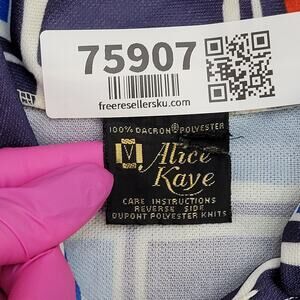 75907
freeresellersku.com
100% DACRON® POLYESTER
V Alice
Kaye
CARE INSTRUCTIONS
REVERSE SIDE
DUPONT POLYESTER KNITS